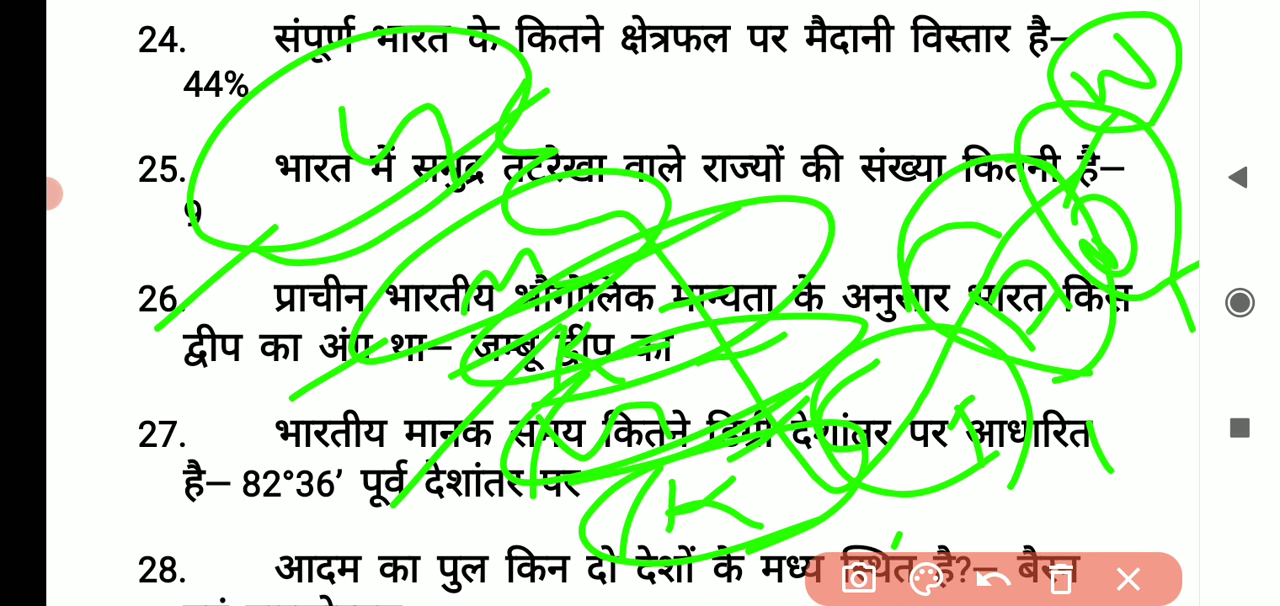 24. संपूर्ण भारत के कितने क्षेत्रफल पर मैदानी विस्तार है–
44%
25. भारत में समुद्र तटरेखा वाले राज्यों की संख्या कितनी है–
9
26. प्राचीन भारतीय भौगोलिक मान्यता के अनुसार भारत किस
द्वीप का अंग था– जम्बू द्वीप का
27. भारतीय मानक समय कितने डिग्री देशांतर पर आधारित
है– 82°36′ पूर्व देशांतर पर
28. आदम का पुल किन दो देशों के मध्य स्थित है?–